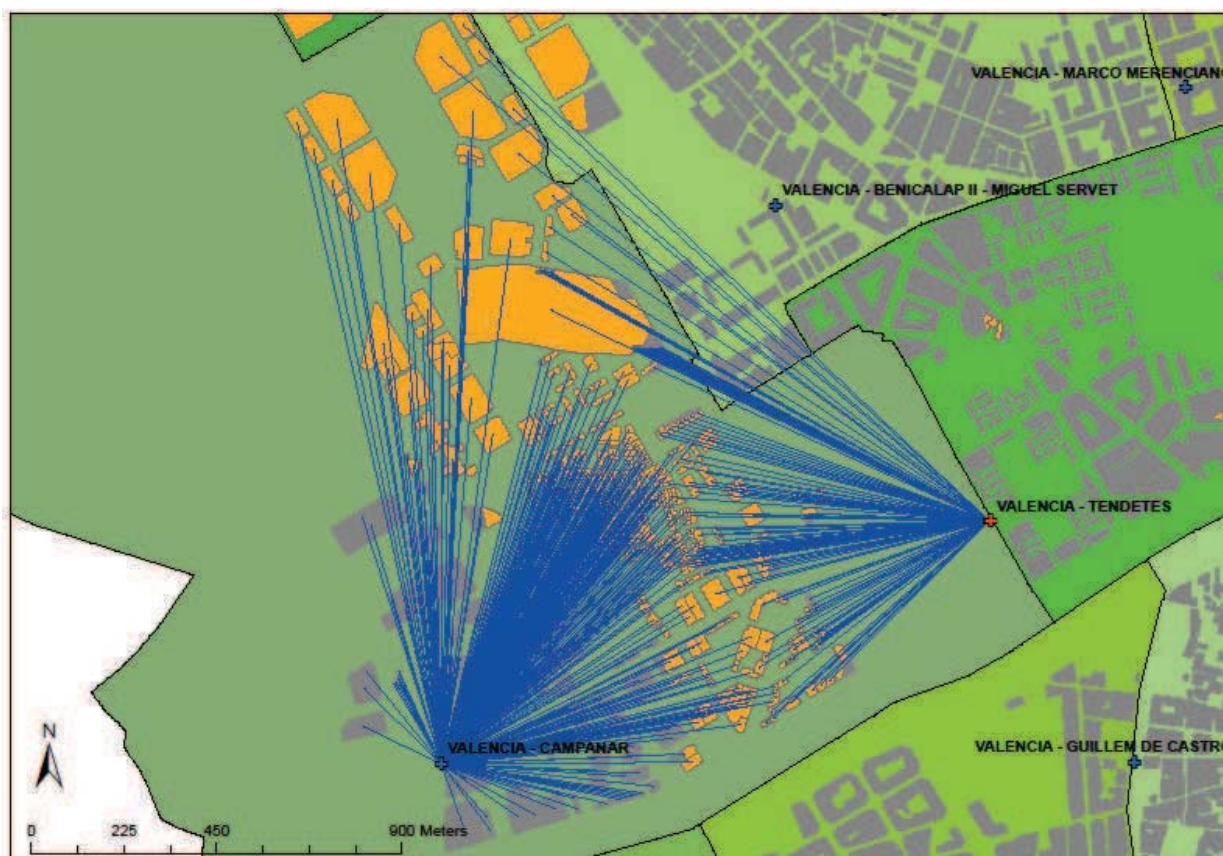 VALENCIA - MARCO MERENCIANO
VALENCIA - BENICALAP II - MIGUEL SERVET
VALENCIA - TENDETES
VALENCIA - CAMPANAR
VALENCIA - GUILLEM DE CASTRO
N
0 225 450 900 Meters